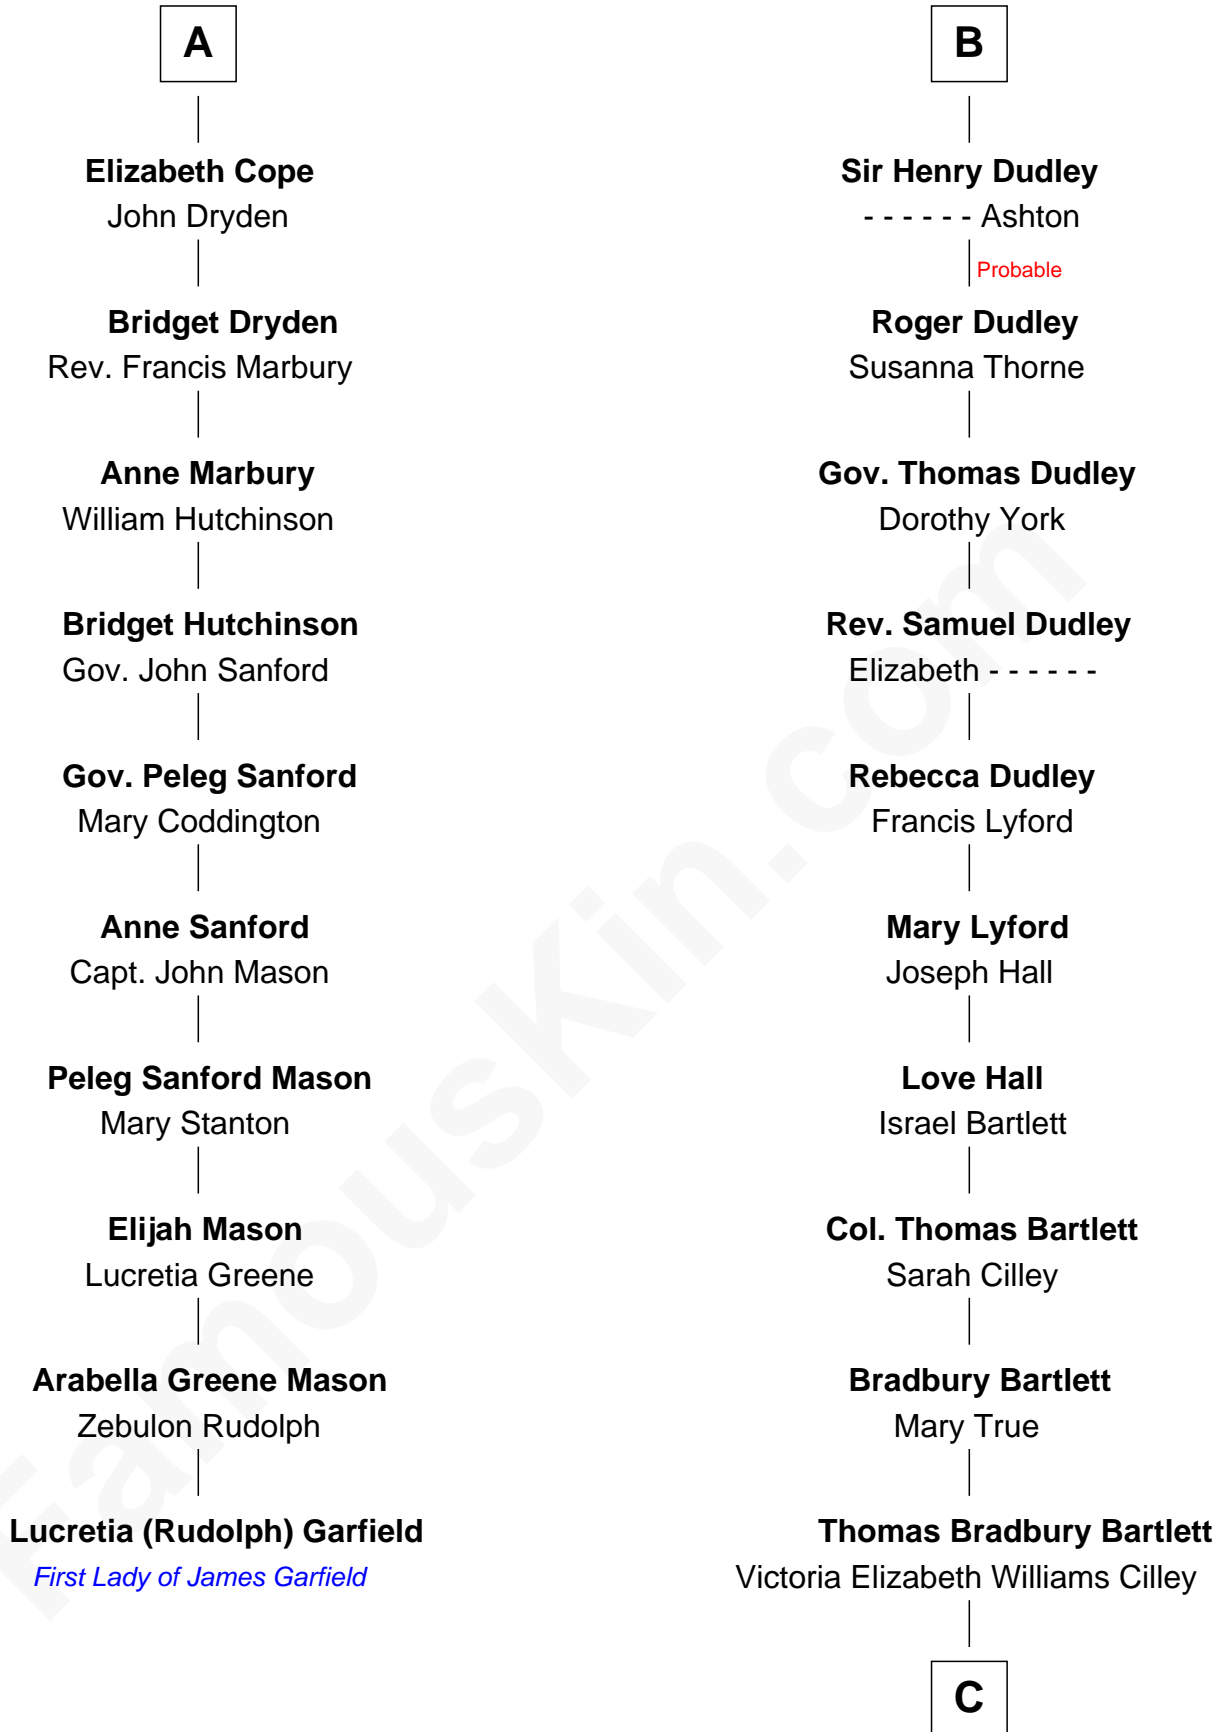 A
Elizabeth Cope
John Dryden
Bridget Dryden
Rev. Francis Marbury
Anne Marbury
William Hutchinson
Bridget Hutchinson
Gov. John Sanford
Gov. Peleg Sanford
Mary Coddington
Anne Sanford
Capt. John Mason
Peleg Sanford Mason
Mary Stanton
Elijah Mason
Lucretia Greene
Arabella Greene Mason
Zebulon Rudolph
Lucretia (Rudolph) Garfield
First Lady of James Garfield
B
Sir Henry Dudley
- - - - - - Ashton
Probable
Roger Dudley
Susanna Thorne
Gov. Thomas Dudley
Dorothy York
Rev. Samuel Dudley
Elizabeth - - - - - -
Rebecca Dudley
Francis Lyford
Mary Lyford
Joseph Hall
Love Hall
Israel Bartlett
Col. Thomas Bartlett
Sarah Cilley
Bradbury Bartlett
Mary True
Thomas Bradbury Bartlett
Victoria Elizabeth Williams Cilley
C
FamousKin.com